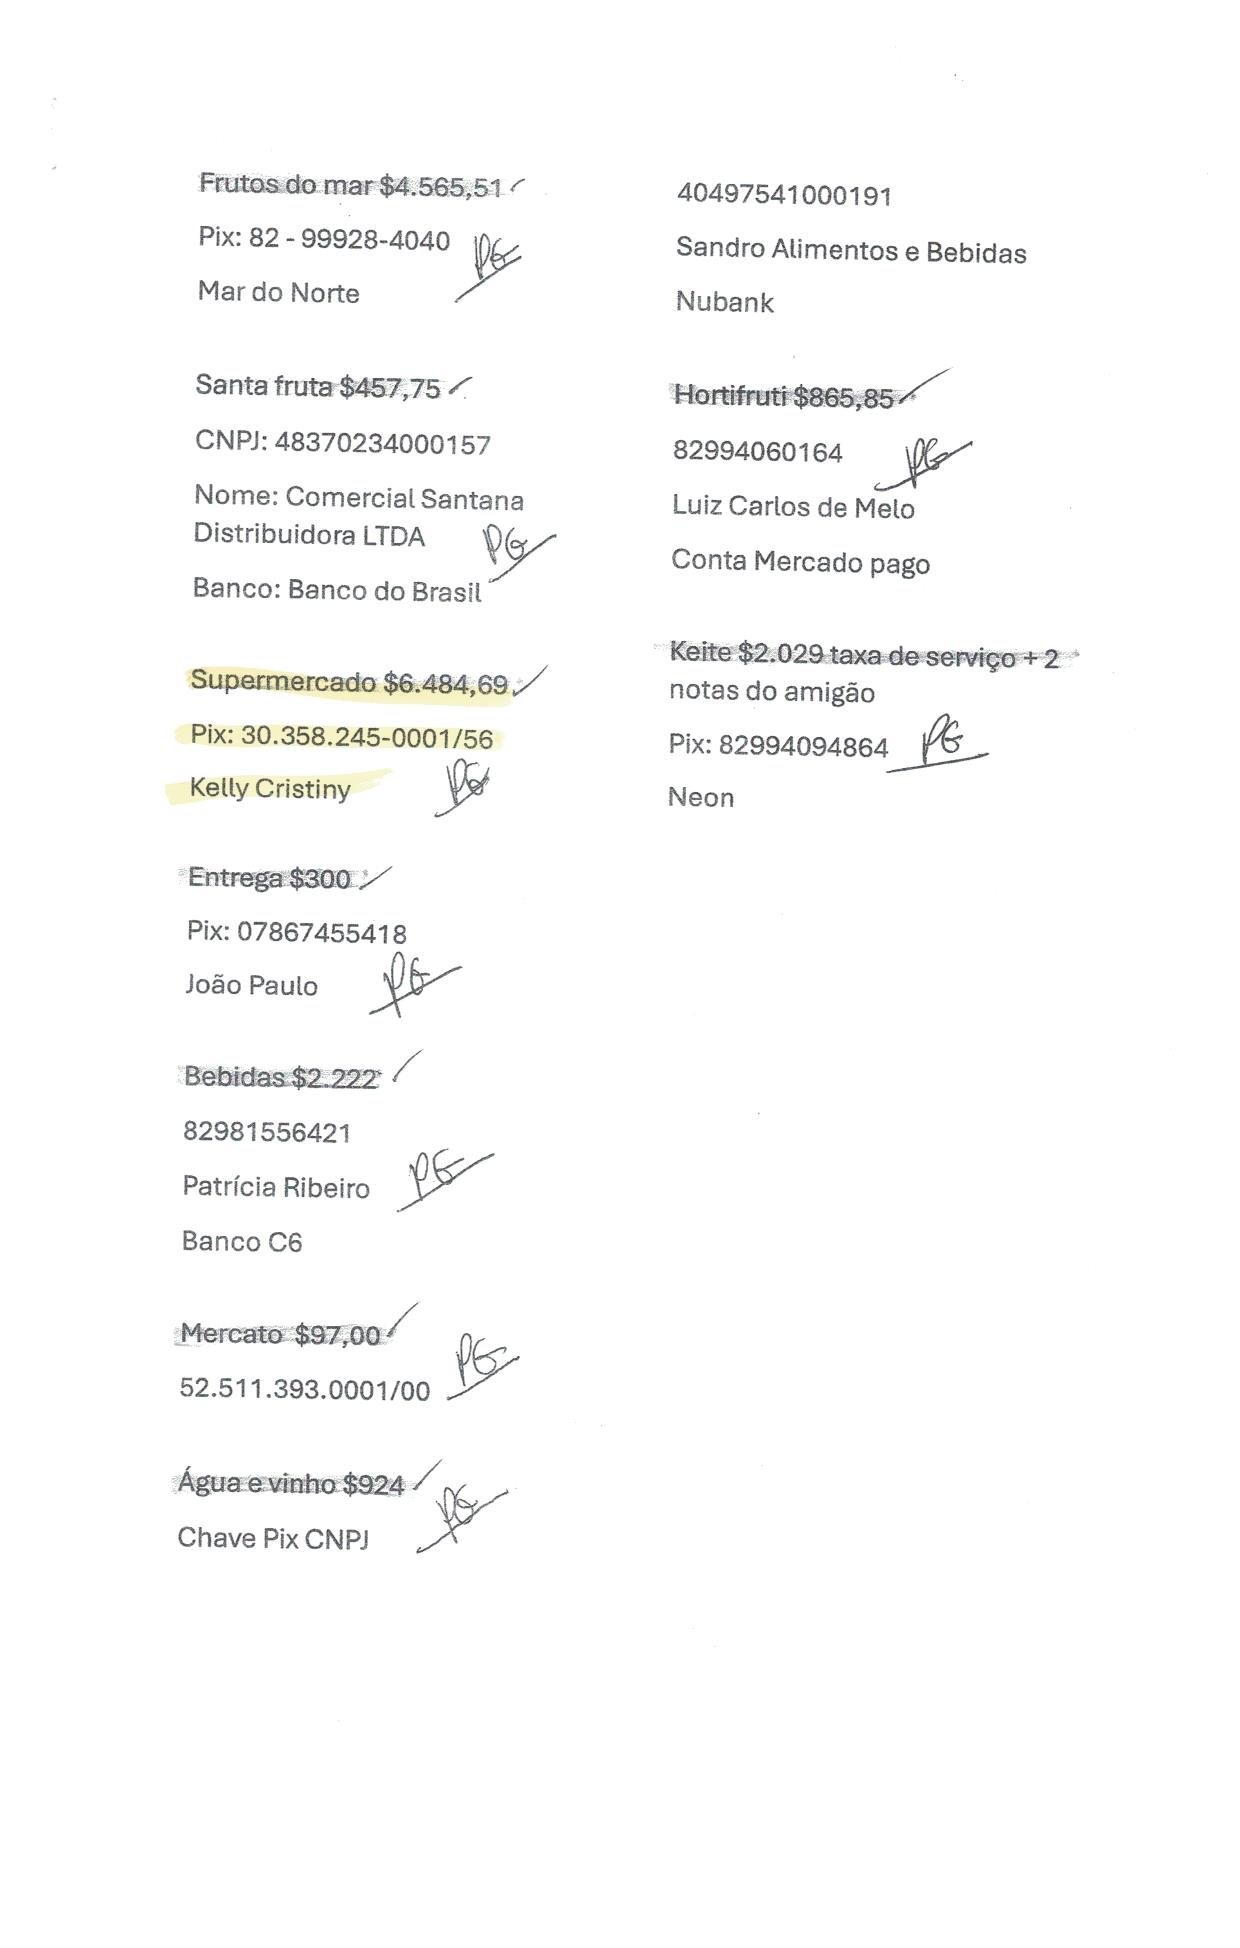 Frutos do mar $4.565,51 ✓
Pix: 82 - 99928-4040 PG
Mar do Norte
Santa fruta $457,75 ✓
CNPJ: 48370234000157
Nome: Comercial Santana
Distribuidora LTDA PG
Banco: Banco do Brasil
Supermercado $6.484,69 ✓
Pix: 30.358.245-0001/56
Kelly Cristiny PG
Entrega $300 ✓
Pix: 07867455418
João Paulo PG
Bebidas $2.222 ✓
82981556421
Patrícia Ribeiro PG
Banco C6
Mercato $97,00 ✓
52.511.393.0001/00 PG
Água e vinho $924 ✓
Chave Pix CNPJ PG
40497541000191
Sandro Alimentos e Bebidas
Nubank
Hortifruti $865,85 ✓
82994060164 PG
Luiz Carlos de Melo
Conta Mercado pago
Keite $2.029 taxa de serviço + 2
notas do amigão
Pix: 82994094864 PG
Neon